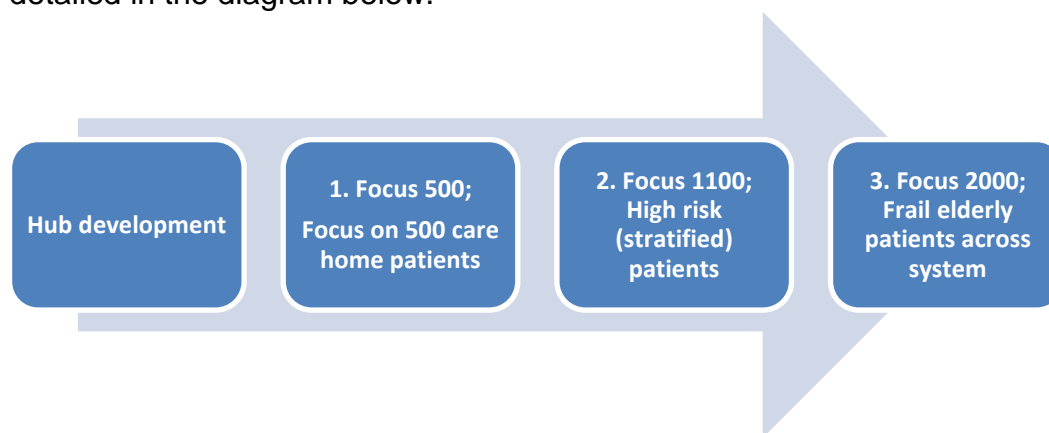 detailed in the diagram below:
Hub development
1. Focus 500;
Focus on 500 care
home patients
2. Focus 1100;
High risk
(stratified)
patients
3. Focus 2000;
Frail elderly
patients across
system